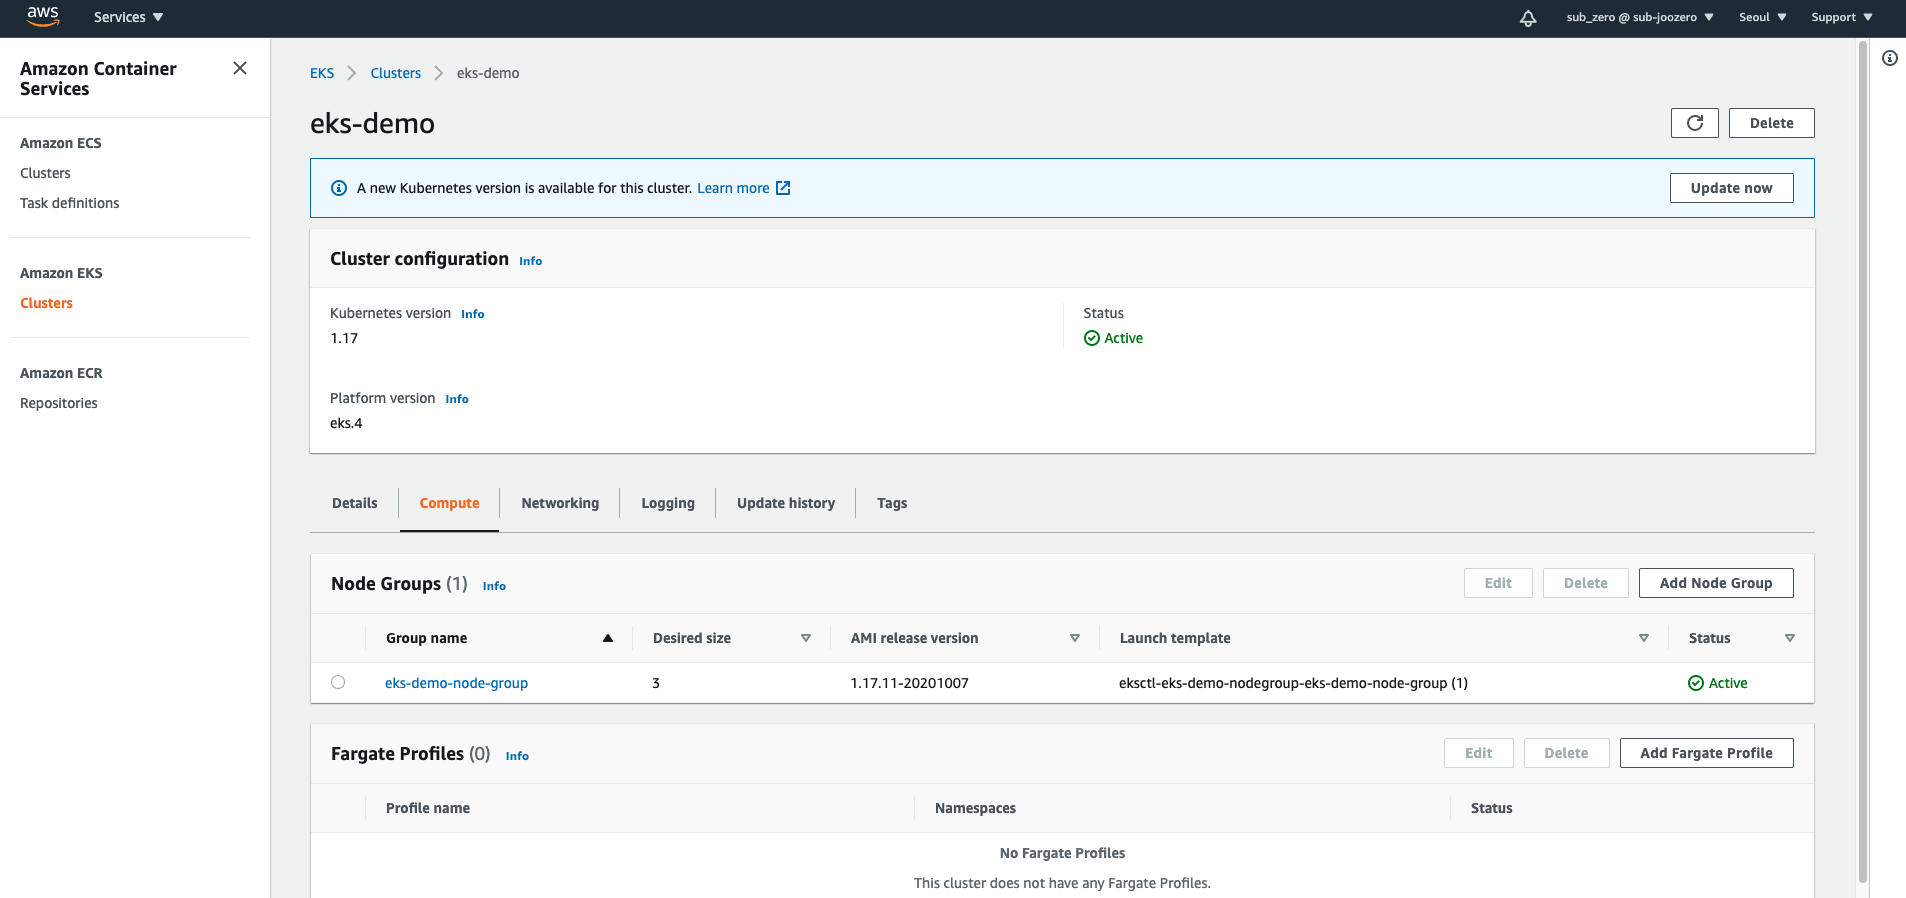 aws Services sub_zero @ sub-joozero Seoul Support
Amazon Container
Services
Amazon ECS
Clusters
Task definitions
Amazon EKS
Clusters
Amazon ECR
Repositories
EKS Clusters eks-demo
eks-demo
Delete
A new Kubernetes version is available for this cluster. Learn more Update now
Cluster configuration Info
Kubernetes version Info Status
1.17 Active
Platform version Info
eks.4
Details Compute Networking Logging Update history Tags
Node Groups (1) Info Edit Delete Add Node Group
Group name Desired size AMI release version Launch template Status
eks-demo-node-group 3 1.17.11-20201007 eksctl-eks-demo-nodegroup-eks-demo-node-group (1) Active
Fargate Profiles (0) Info Edit Delete Add Fargate Profile
Profile name Namespaces Status
No Fargate Profiles
This cluster does not have any Fargate Profiles.